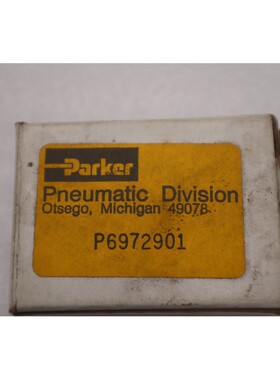 Parker
Pneumatic Division
Otsego, Michigan 49078
P6972901